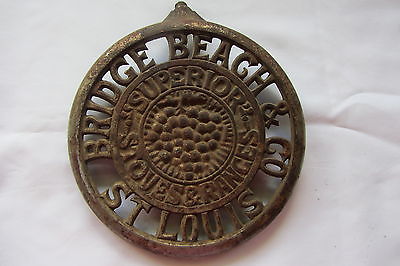 BRIDGE BEACH & CO
ST LOUIS
SUPERIOR
STOVES & RANGES